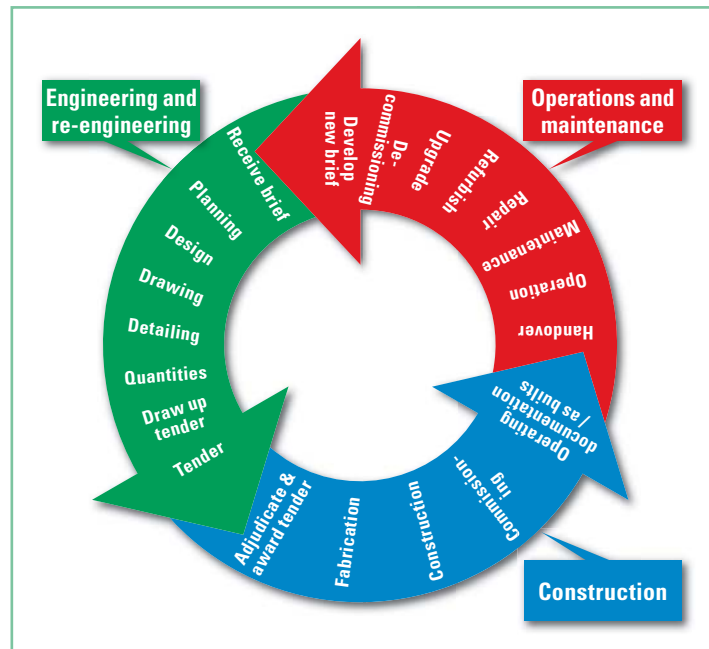 Engineering and
re-engineering
Operations and
maintenance
Construction
Receive brief
Planning
Design
Drawing
Detailing
Quantities
Draw up
tender
Tender
Adjudicate &
award tender
Fabrication
Construction
Commission-
ing
Operating
documentation
/as builts
Handover
Operation
Maintenance
Repair
Refurbish
Upgrade
De-
commissioning
Develop
new brief